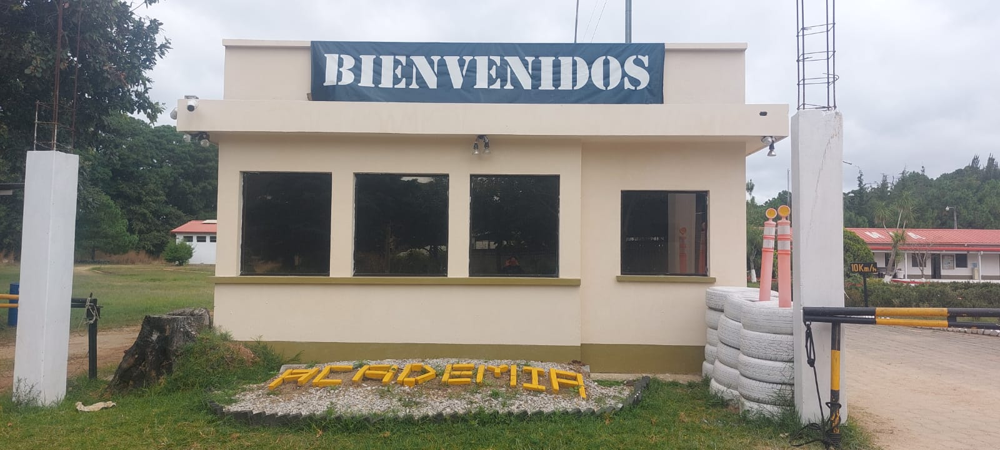 BIENVENIDOS
M A
10Km/h
ACADEMIA